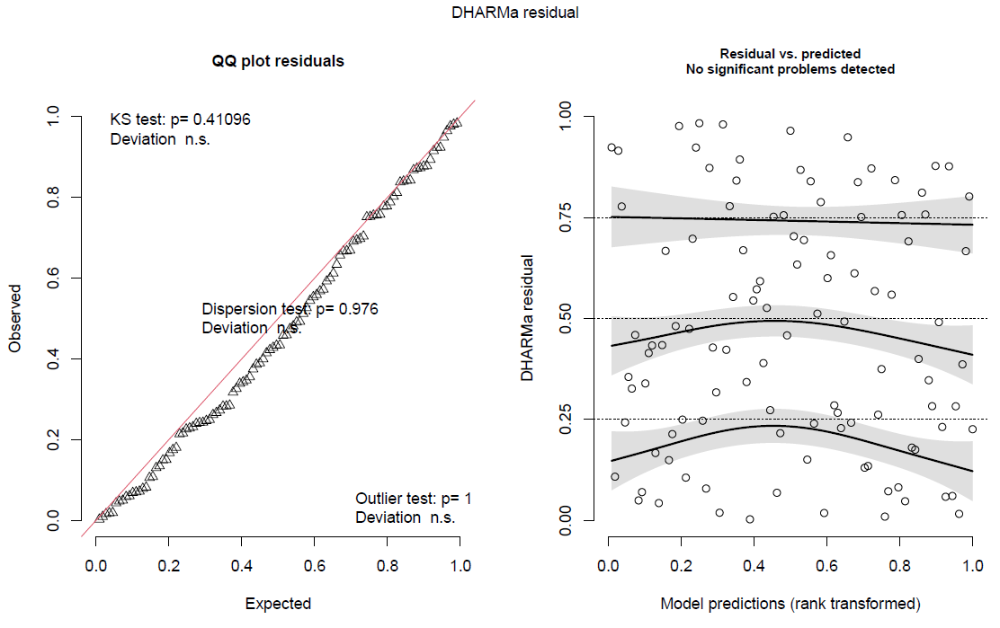 DHARMa residual
QQ plot residuals
KS test: p= 0.41096
Deviation  n.s.
Dispersion test: p= 0.976
Deviation  n.s.
Outlier test: p= 1
Deviation  n.s.
Observed
0.0 0.2 0.4 0.6 0.8 1.0
0.0 0.2 0.4 0.6 0.8 1.0
Expected
Residual vs. predicted
No significant problems detected
DHARMa residual
0.00 0.25 0.50 0.75 1.00
0.0 0.2 0.4 0.6 0.8 1.0
Model predictions (rank transformed)